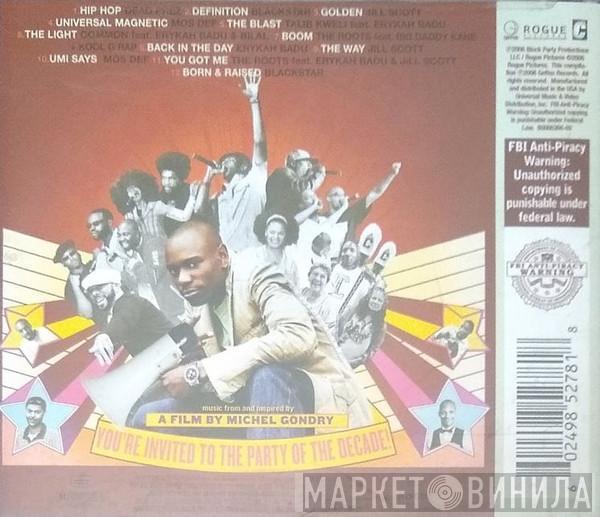 1 HIP HOP DEAD PREZ 2 DEFINITION BLACKSTAR 3 GOLDEN JILL SCOTT
4 UNIVERSAL MAGNETIC MOS DEF 5 THE BLAST TALIB KWELI feat. ERYKAH BADU
6 THE LIGHT COMMON feat. ERYKAH BADU & BILAL 7 BOOM THE ROOTS feat. BIG DADDY KANE
& KOOL G RAP 8 BACK IN THE DAY ERYKAH BADU 9 THE WAY JILL SCOTT
10 UMI SAYS MOS DEF 11 YOU GOT ME THE ROOTS feat. ERYKAH BADU & JILL SCOTT
12 BORN & RAISED BLACKSTAR
music from and inspired by
A FILM BY MICHEL GONDRY
YOU'RE INVITED TO THE PARTY OF THE DECADE!
ROGUE
PICTURES
℗2006 Block Party Productions
LLC / Rogue Pictures ©2006
Rogue Pictures. This compila-
tion ℗2006 Geffen Records. Manufactured
and distributed in the USA by
Universal Music & Video
Distribution, Inc. FBI Anti-Piracy
Warning: Unauthorized copying
is punishable under Federal
Law.
FBI Anti-Piracy
Warning:
Unauthorized
copying is
punishable under
federal law.
FBI ANTI-PIRACY
WARNING
02498 52781 8
МАРКЕТ ВИНИЛА